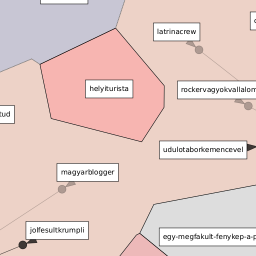 latrinacrew
helyiturista
rockervagyokvallalom
tud
udulotaborkemencevel
magyarblogger
jolfesultkrumpli
egy-megfakult-fenykep-a-p